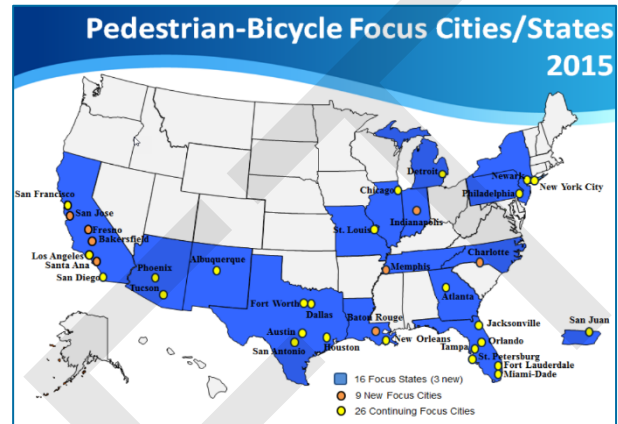 Pedestrian-Bicycle Focus Cities/States
2015
Detroit
Newark
New York City
Philadelphia
Chicago
San Francisco
San Jose
Indianapolis
Fresno
Bakersfield
St. Louis
Los Angeles
Santa Ana
San Diego
Phoenix
Albuquerque
Memphis
Charlotte
Tucson
Fort Worth
Dallas
Atlanta
Baton Rouge
San Juan
Jacksonville
Austin
San Antonio
Houston
New Orleans
Orlando
Tampa
St. Petersburg
Fort Lauderdale
Miami-Dade
16 Focus States (3 new)
9 New Focus Cities
26 Continuing Focus Cities